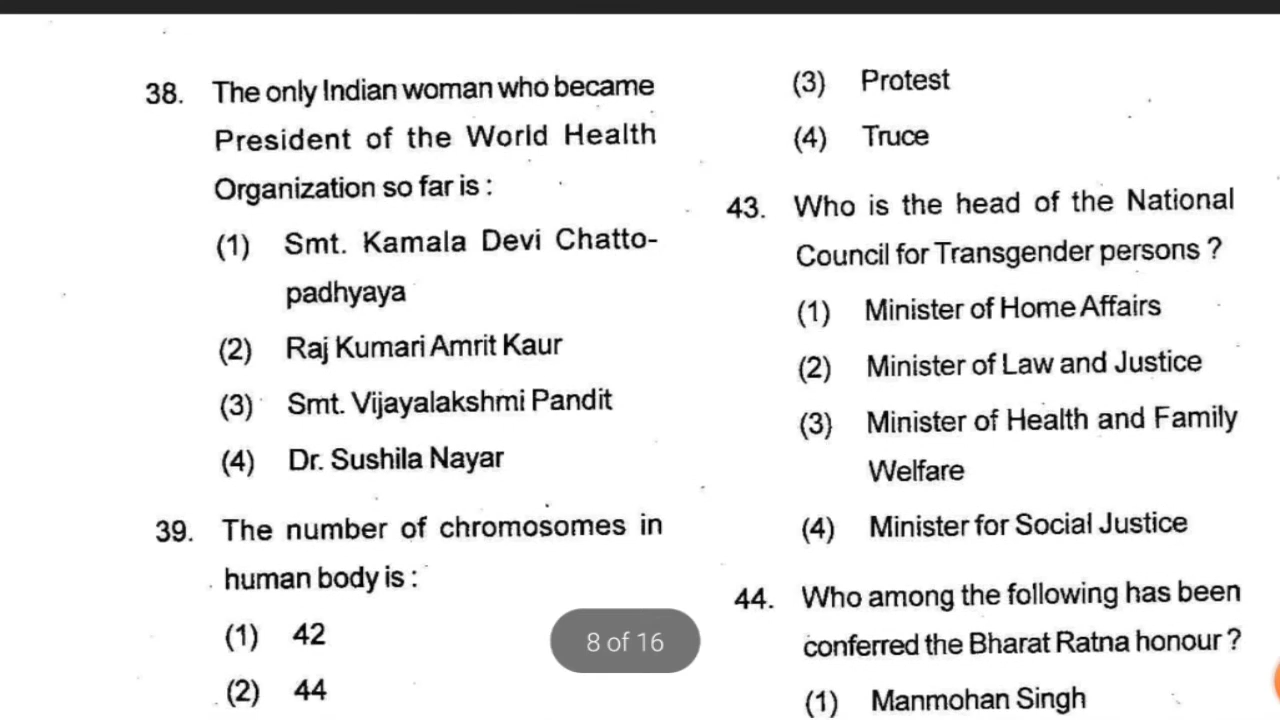 38. The only Indian woman who became
President of the World Health
Organization so far is :
(1) Smt. Kamala Devi Chatto-
padhyaya
(2) Raj Kumari Amrit Kaur
(3) Smt. Vijayalakshmi Pandit
(4) Dr. Sushila Nayar
39. The number of chromosomes in
human body is :
(1) 42
(2) 44
(3) Protest
(4) Truce
43. Who is the head of the National
Council for Transgender persons ?
(1) Minister of Home Affairs
(2) Minister of Law and Justice
(3) Minister of Health and Family
Welfare
(4) Minister for Social Justice
44. Who among the following has been
conferred the Bharat Ratna honour ?
(1) Manmohan Singh
8 of 16